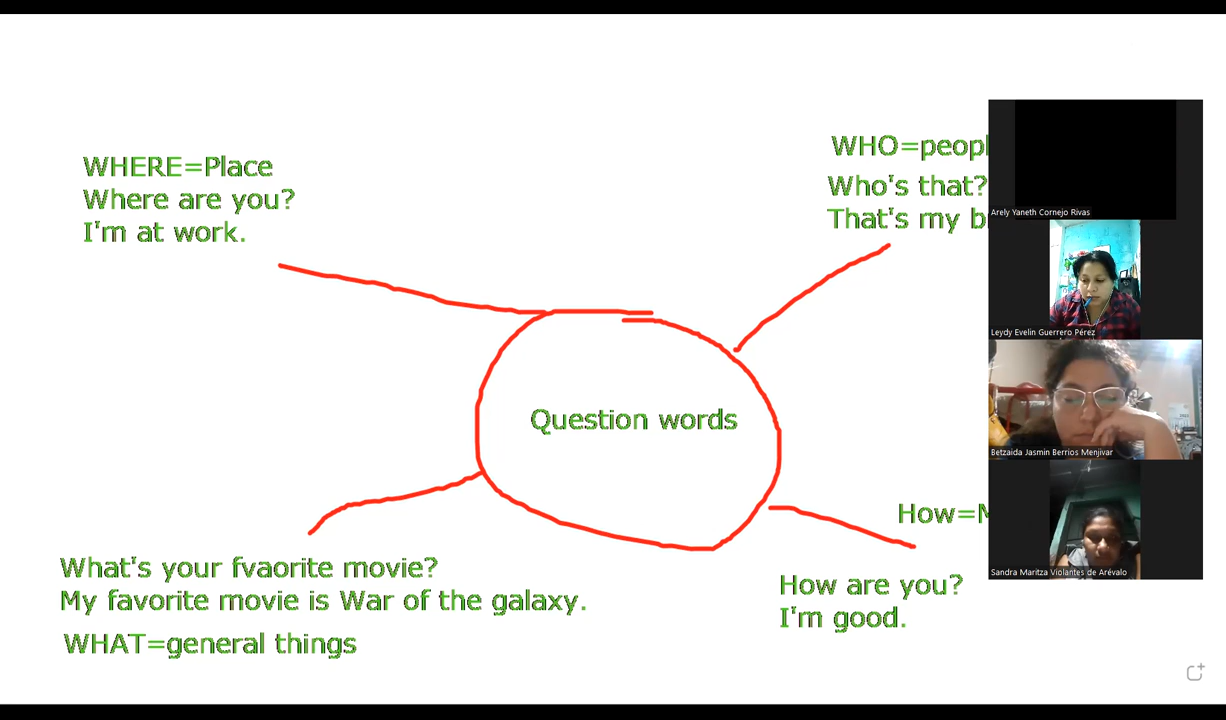 WHERE=Place
Where are you?
I'm at work.
WHO=peopl
Who's that?
That's my b
Question words
What's your fvaorite movie?
My favorite movie is War of the galaxy.
WHAT=general things
How=M
How are you?
I'm good.
Arely Yaneth Cornejo Rivas
Leydy Evelin Guerrero Pérez
Betzaida Jasmin Berrios Menjivar
Sandra Maritza Violantes de Arévalo